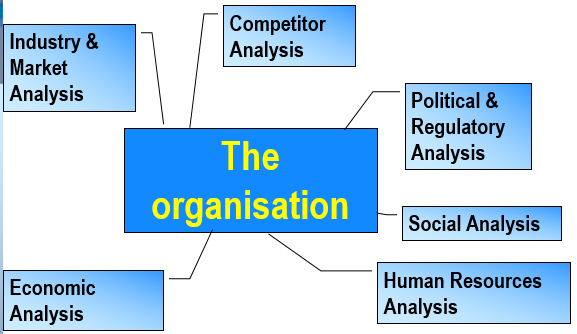 Industry &
Market
Analysis
Competitor
Analysis
Political &
Regulatory
Analysis
The
organisation
Social Analysis
Economic
Analysis
Human Resources
Analysis